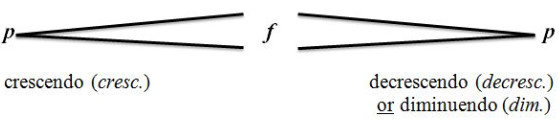 p f p
crescendo (cresc.) decrescendo (decresc.)
or diminuendo (dim.)